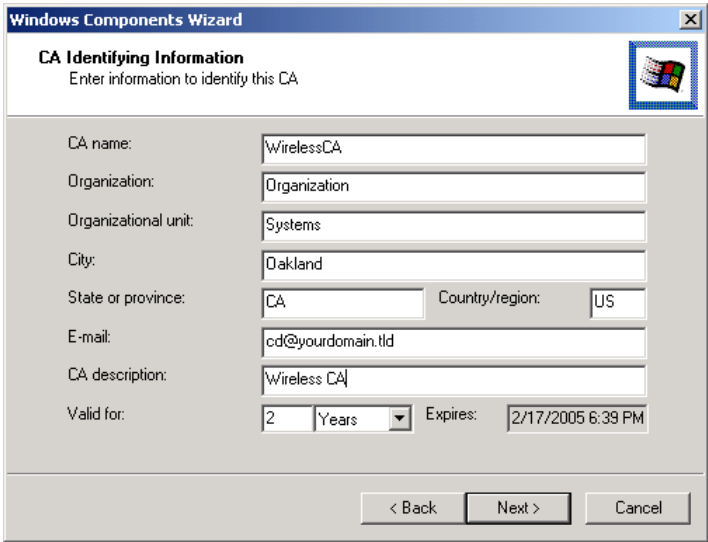 Windows Components Wizard
CA Identifying Information
Enter information to identify this CA
CA name: WirelessCA
Organization: Organization
Organizational unit: Systems
City: Oakland
State or province: CA Country/region: US
E-mail: cd@yourdomain.tld
CA description: Wireless CA
Valid for: 2 Years Expires: 2/17/2005 6:39 PM
< Back Next > Cancel